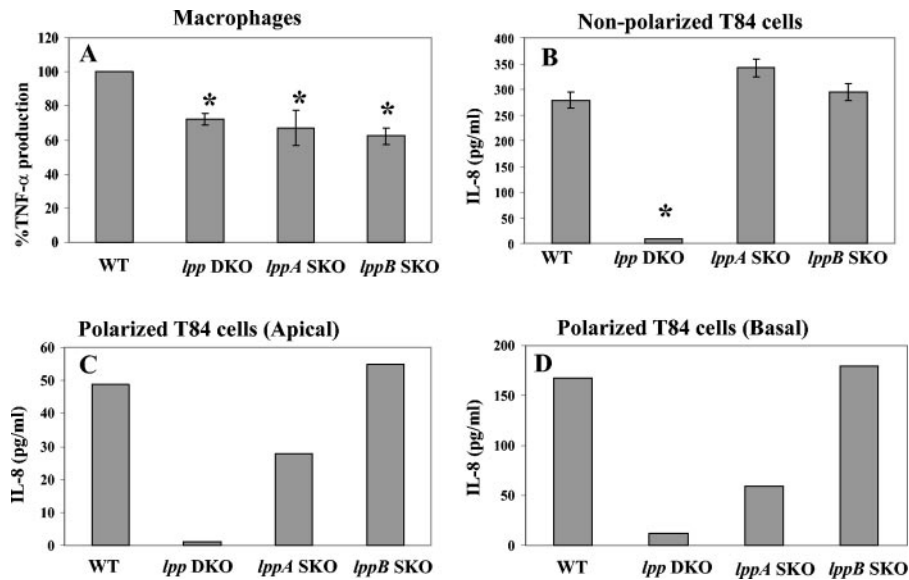 Macrophages
A
%TNF-α production
120
100
80
60
40
20
0
* * *
WT lpp DKO lppA SKO lppB SKO
Non-polarized T84 cells
B
IL-8 (pg/ml)
400
350
300
250
200
150
100
50
0
*
WT lpp DKO lppA SKO lppB SKO
Polarized T84 cells (Apical)
C
IL-8 (pg/ml)
60
50
40
30
20
10
0
WT lpp DKO lppA SKO lppB SKO
Polarized T84 cells (Basal)
D
IL-8 (pg/ml)
200
150
100
50
0
WT lpp DKO lppA SKO lppB SKO